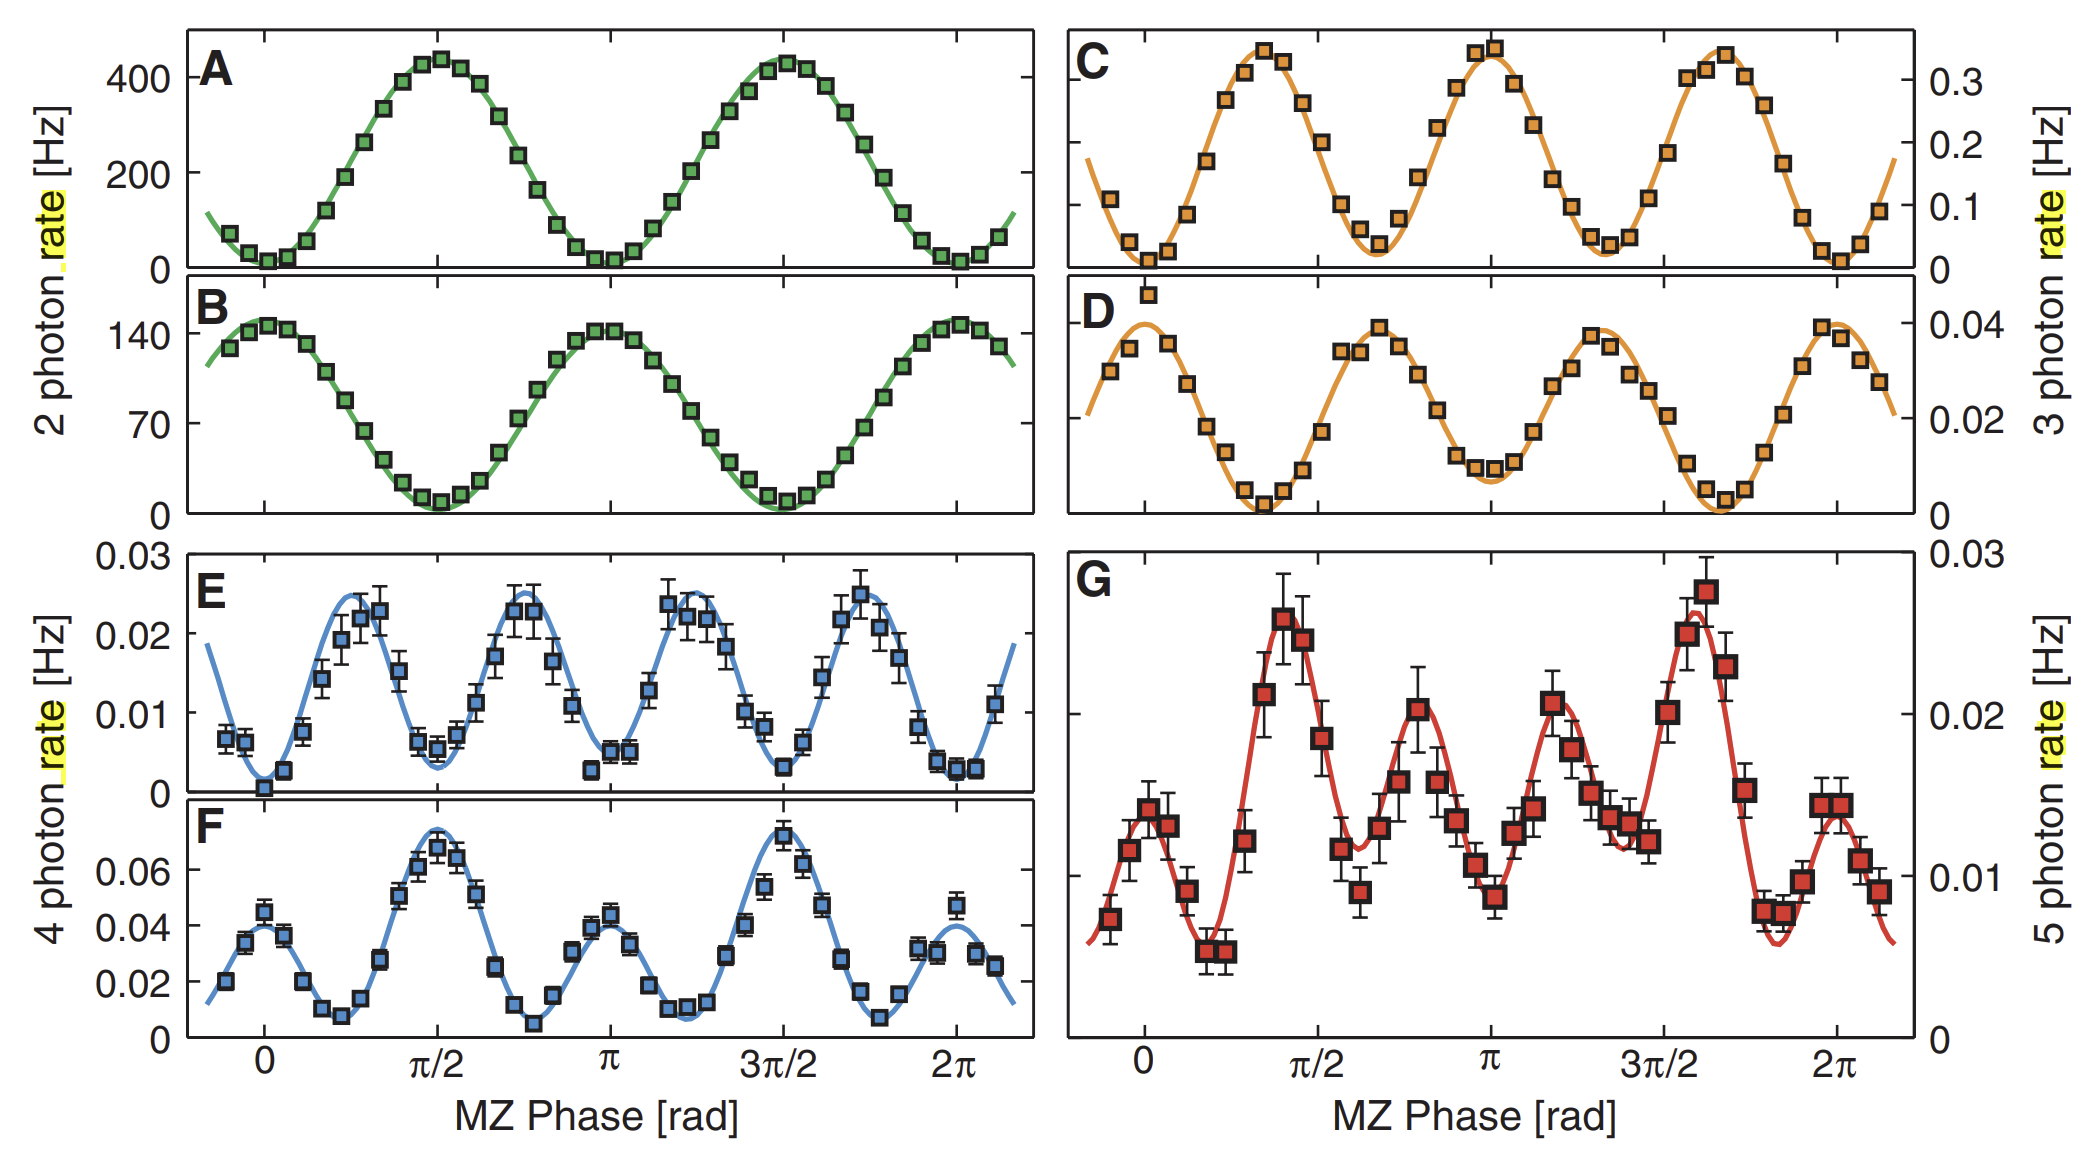 A
400
200
0
B
140
70
0
2 photon rate [Hz]
C
0.3
0.2
0.1
0
D
0.04
0.02
0
3 photon rate [Hz]
E
0.03
0.02
0.01
0
F
0.06
0.04
0.02
0
4 photon rate [Hz]
0 π/2 π 3π/2 2π
MZ Phase [rad]
G
0.03
0.02
0.01
0
5 photon rate [Hz]
0 π/2 π 3π/2 2π
MZ Phase [rad]